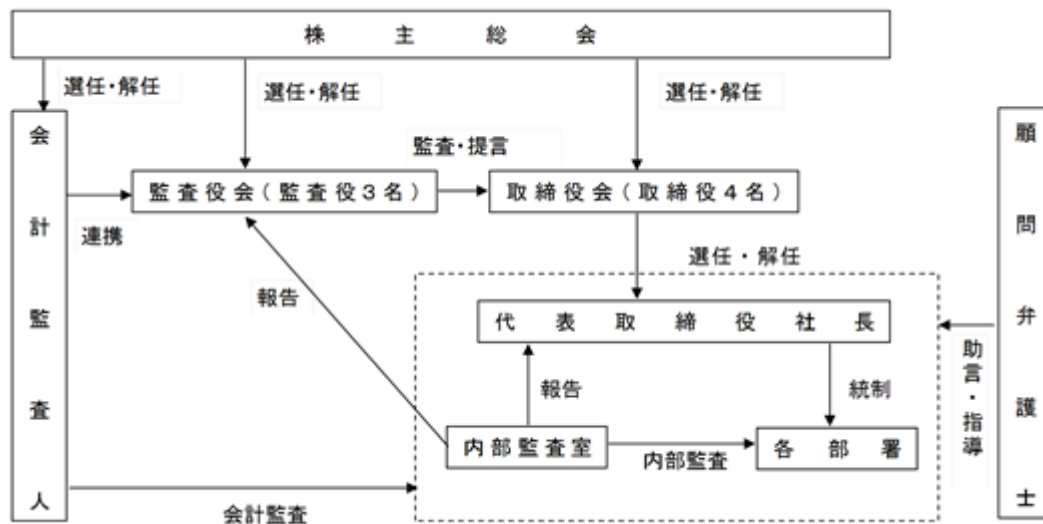 株主総会
選任・解任
選任・解任
選任・解任
会計監査人
顧問弁護士
監査・提言
監査役会(監査役3名)
取締役会(取締役4名)
連携
選任・解任
報告
代表取締役社長
助言・指導
報告
統制
内部監査室
内部監査
各部署
会計監査